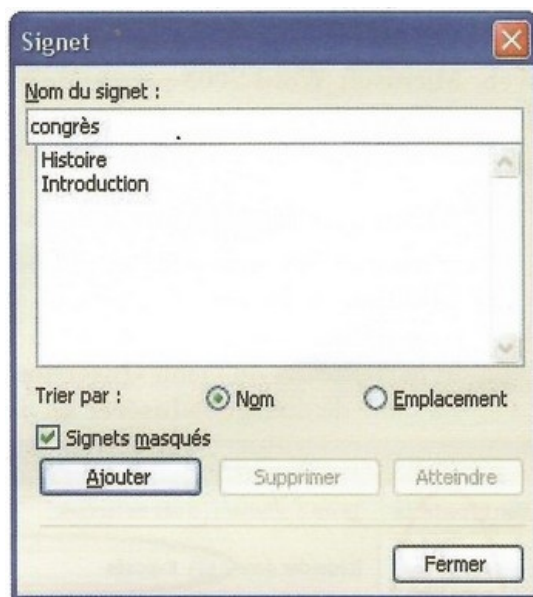 Signet
Nom du signet :
congrès
Histoire
Introduction
Trier par : Nom Emplacement
Signets masqués
Ajouter Supprimer Atteindre
Fermer